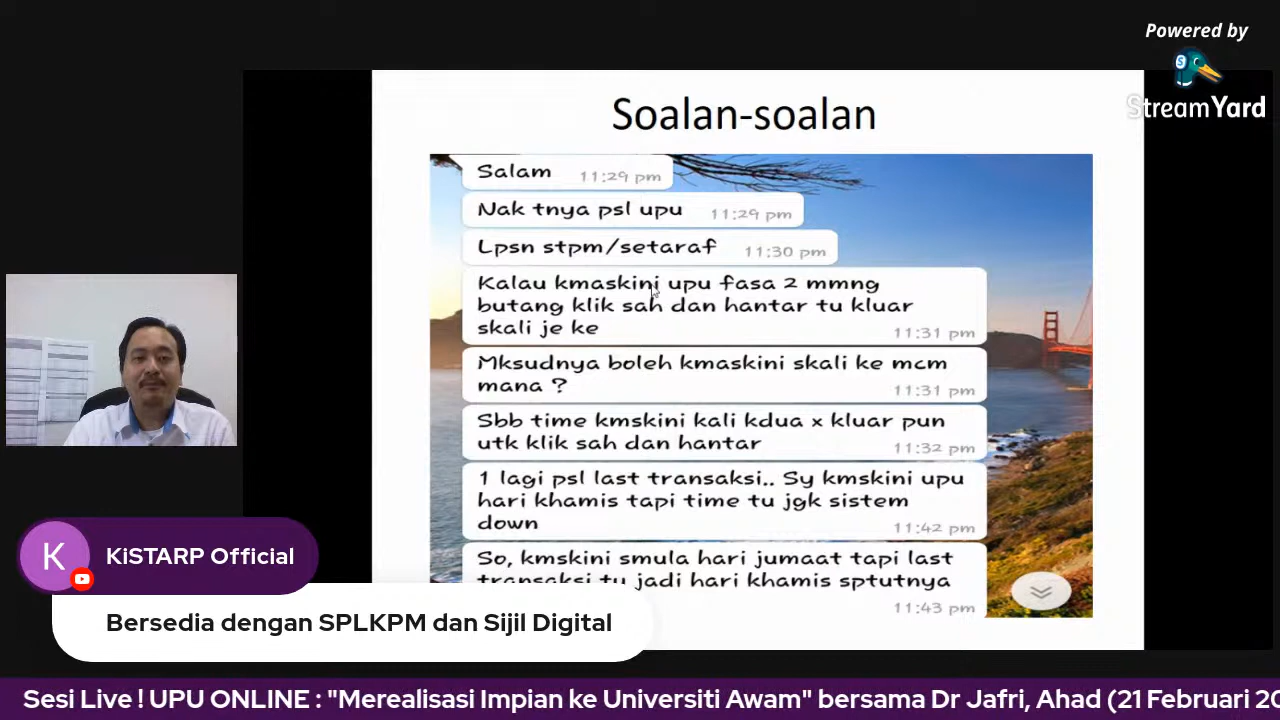 Powered by
StreamYard
Soalan-soalan
Salam 11:29 pm
Nak tnya psl upu 11:29 pm
Lpsn stpm/setaraf 11:30 pm
Kalau kmaskini upu fasa 2 mmng
butang klik sah dan hantar tu kluar
skali je ke 11:31 pm
Mksudnya boleh kmaskini skali ke mcm
mana ? 11:31 pm
Sbb time kmskini kali kdua x kluar pun
utk klik sah dan hantar 11:32 pm
1 lagi psl last transaksi.. Sy kmskini upu
hari khamis tapi time tu jgk sistem
down 11:42 pm
So, kmskini smula hari jumaat tapi last
transaksi tu jadi hari khamis sptutnya
11:43 pm
K KiSTARP Official
Bersedia dengan SPLKPM dan Sijil Digital
Sesi Live ! UPU ONLINE : "Merealisasi Impian ke Universiti Awam" bersama Dr Jafri, Ahad (21 Februari 20